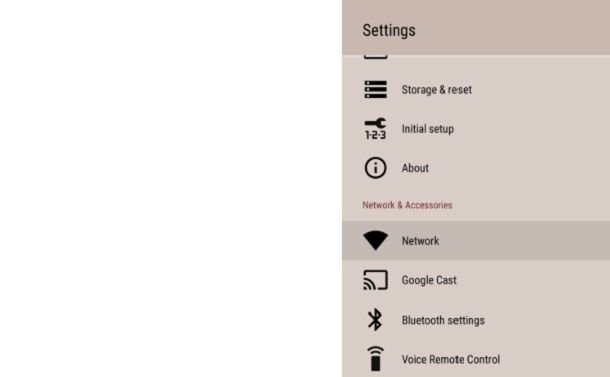 Settings
Storage & reset
1-2-3
Initial setup
About
Network & Accessories
Network
Google Cast
Bluetooth settings
Voice Remote Control